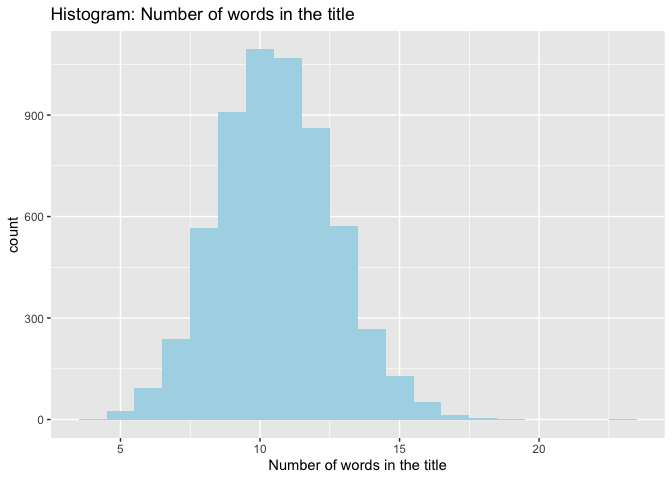 Histogram: Number of words in the title
count
900
600
300
0
5 10 15 20
Number of words in the title